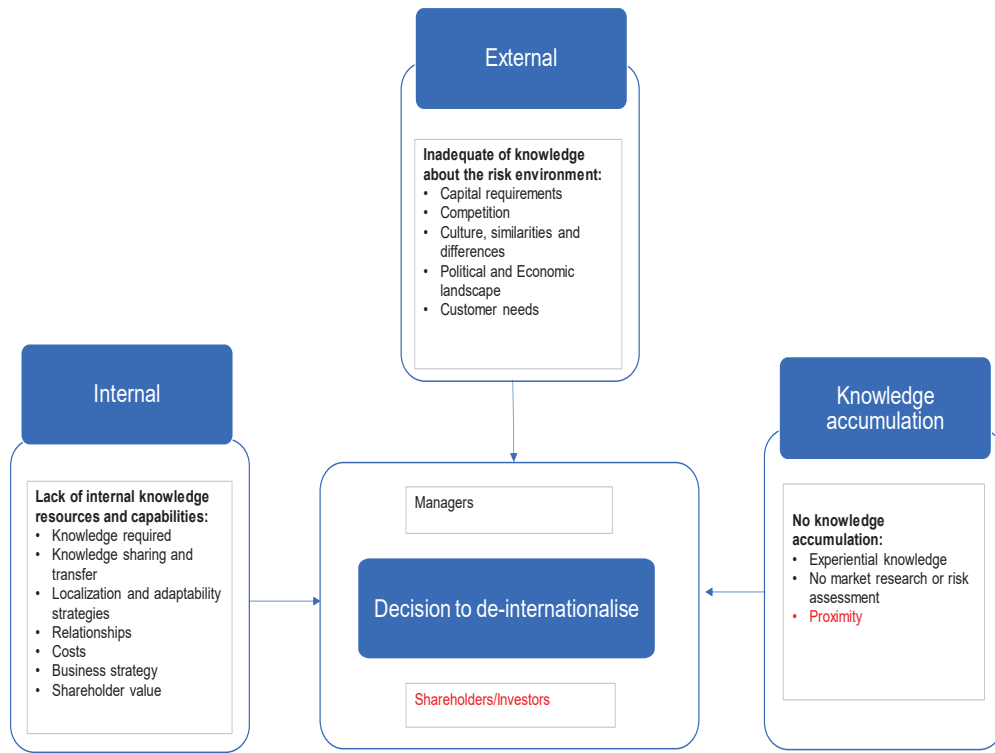 External
Inadequate of knowledge
about the risk environment:
• Capital requirements
• Competition
• Culture, similarities and
differences
• Political and Economic
landscape
• Customer needs
Internal
Lack of internal knowledge
resources and capabilities:
• Knowledge required
• Knowledge sharing and
transfer
• Localization and adaptability
strategies
• Relationships
• Costs
• Business strategy
• Shareholder value
Managers
Decision to de-internationalise
Shareholders/Investors
Knowledge
accumulation
No knowledge
accumulation:
• Experiential knowledge
• No market research or risk
assessment
• Proximity